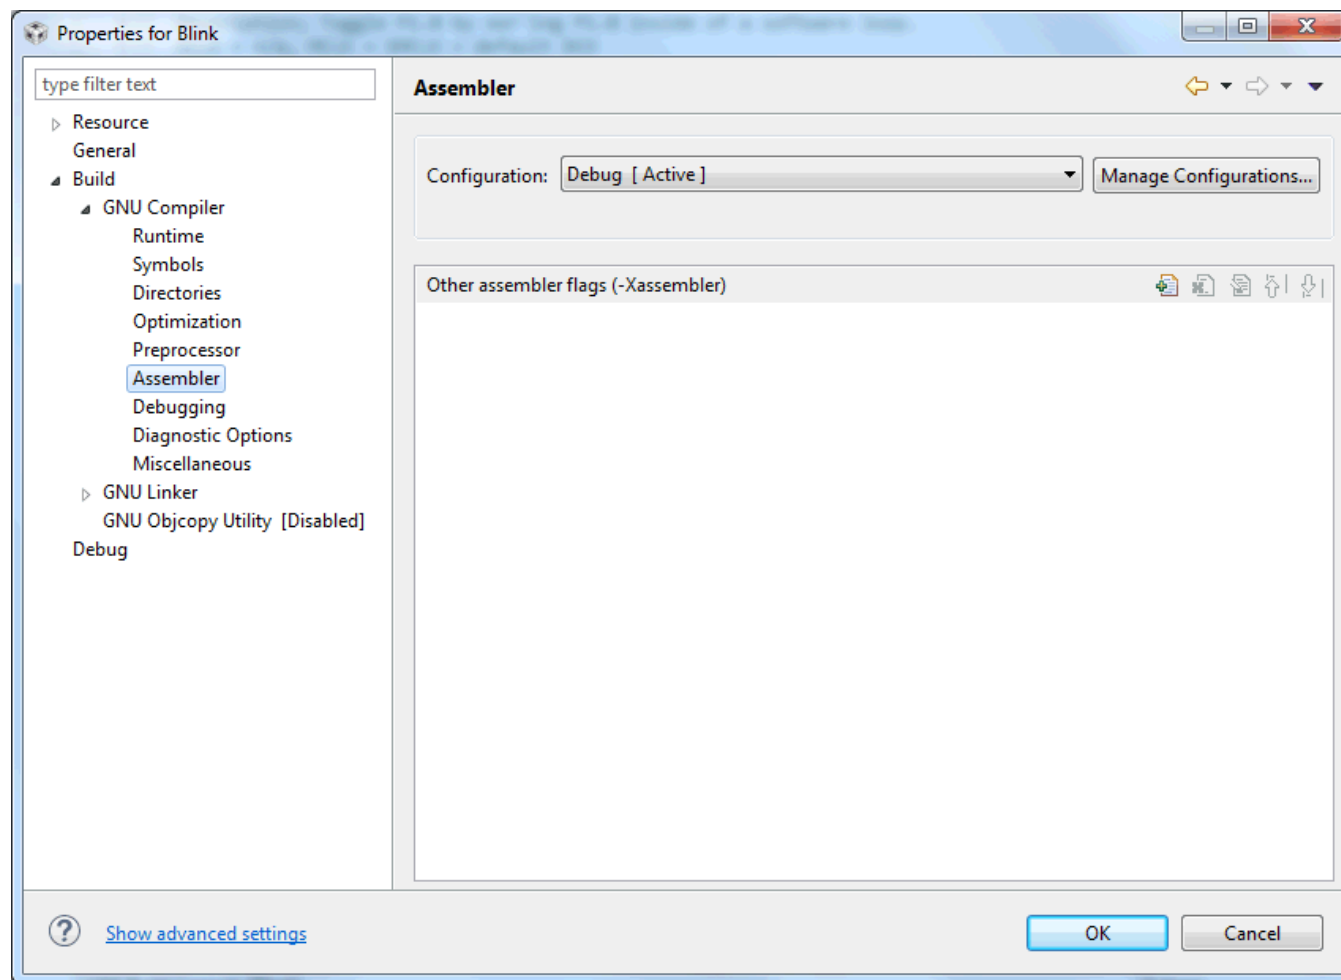 Properties for Blink
type filter text
Resource
General
Build
GNU Compiler
Runtime
Symbols
Directories
Optimization
Preprocessor
Assembler
Debugging
Diagnostic Options
Miscellaneous
GNU Linker
GNU Objcopy Utility [Disabled]
Debug
Assembler
Configuration: Debug [ Active ] Manage Configurations...
Other assembler flags (-Xassembler)
Show advanced settings
OK Cancel